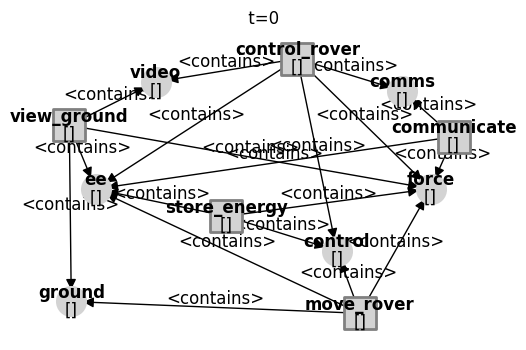 t=0
control_rover
[]
<contains>
<contains>
video
[]
comms
[]
<contains>
<contains>
view_ground
[]
<contains>
<contains>
communicate
[]
<contains>
<contains>
<contains>
<contains>
<contains>
ee
[]
force
[]
<contains>
<contains>
<contains>
store_energy
[]
<contains>
<contains>
<contains>
control
[]
<contains>
ground
[]
<contains>
move_rover
[]